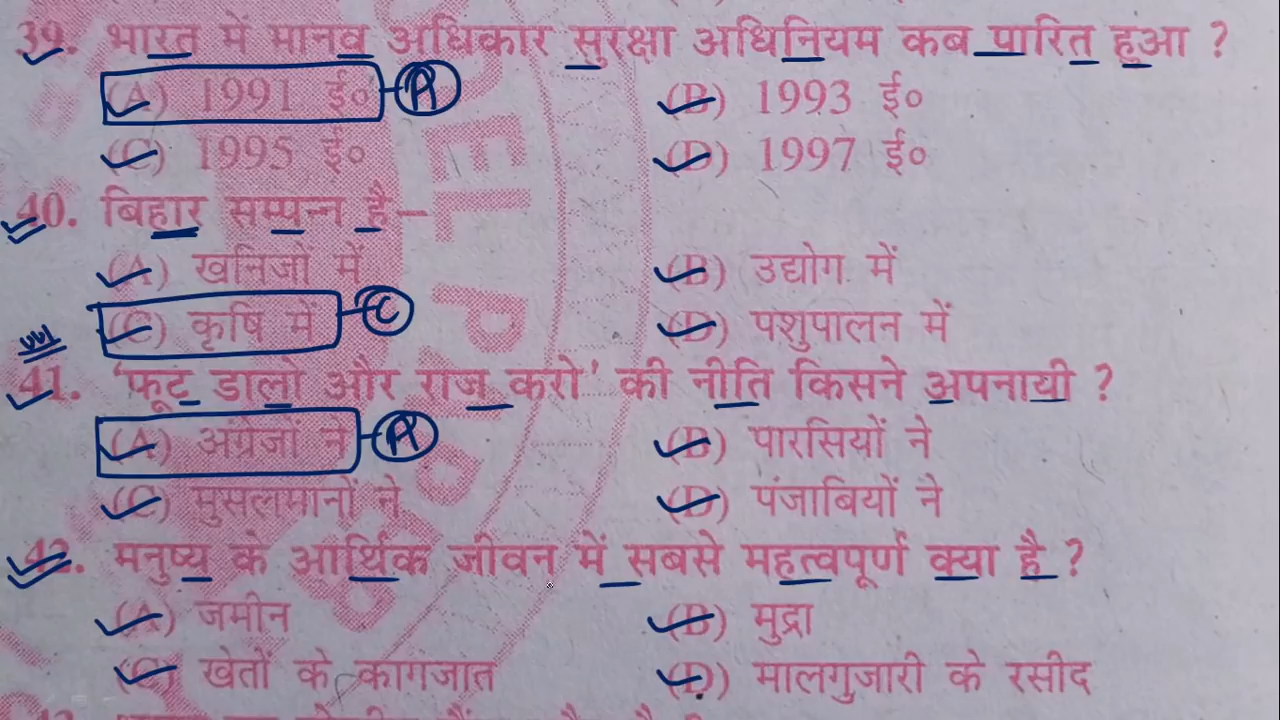 39. भारत में मानव अधिकार सुरक्षा अधिनियम कब पारित हुआ ?
(A) 1991 ई० A (B) 1993 ई०
(C) 1995 ई० (D) 1997 ई०
40. बिहार सम्पन्न है–
(A) खनिजों में (B) उद्योग में
(C) कृषि में C (D) पशुपालन में
41. 'फूट डालो और राज करो' की नीति किसने अपनायी ?
(A) अंग्रेजों ने A (B) पारसियों ने
(C) मुसलमानों ने (D) पंजाबियों ने
42. मनुष्य के आर्थिक जीवन में सबसे महत्वपूर्ण क्या है ?
(A) जमीन (B) मुद्रा
(C) खेतों के कागजात (D) मालगुजारी के रसीद